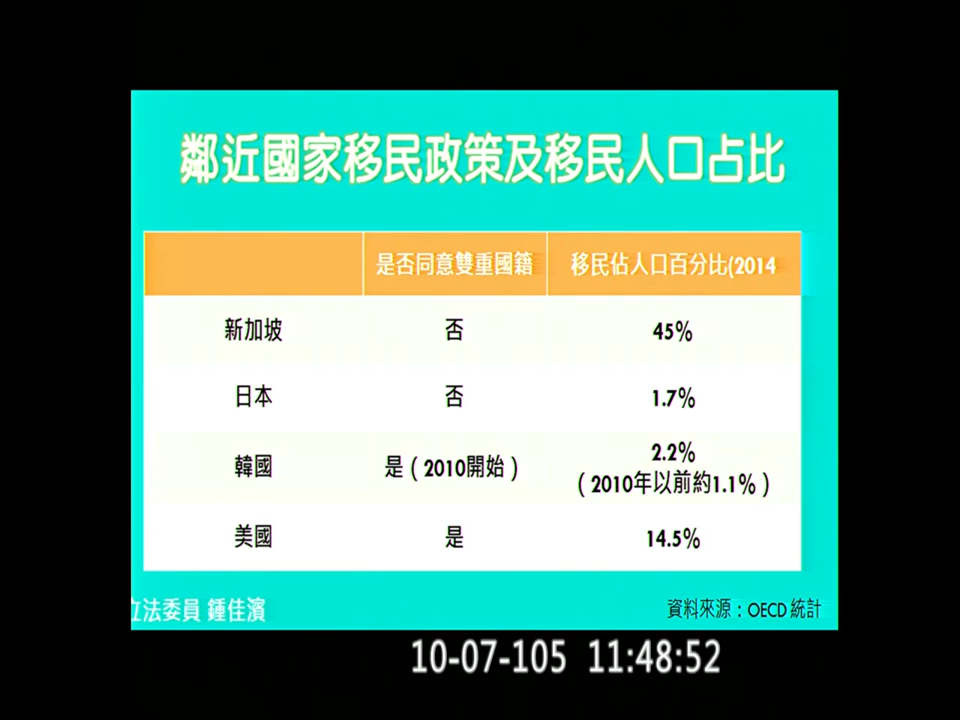 鄰近國家移民政策及移民人口占比
是否同意雙重國籍 移民佔人口百分比(2014
新加坡 否 45%
日本 否 1.7%
韓國 是(2010開始) 2.2%
(2010年以前約1.1%)
美國 是 14.5%
立法委員 鍾佳濱
資料來源:OECD 統計
10-07-105 11:48:52